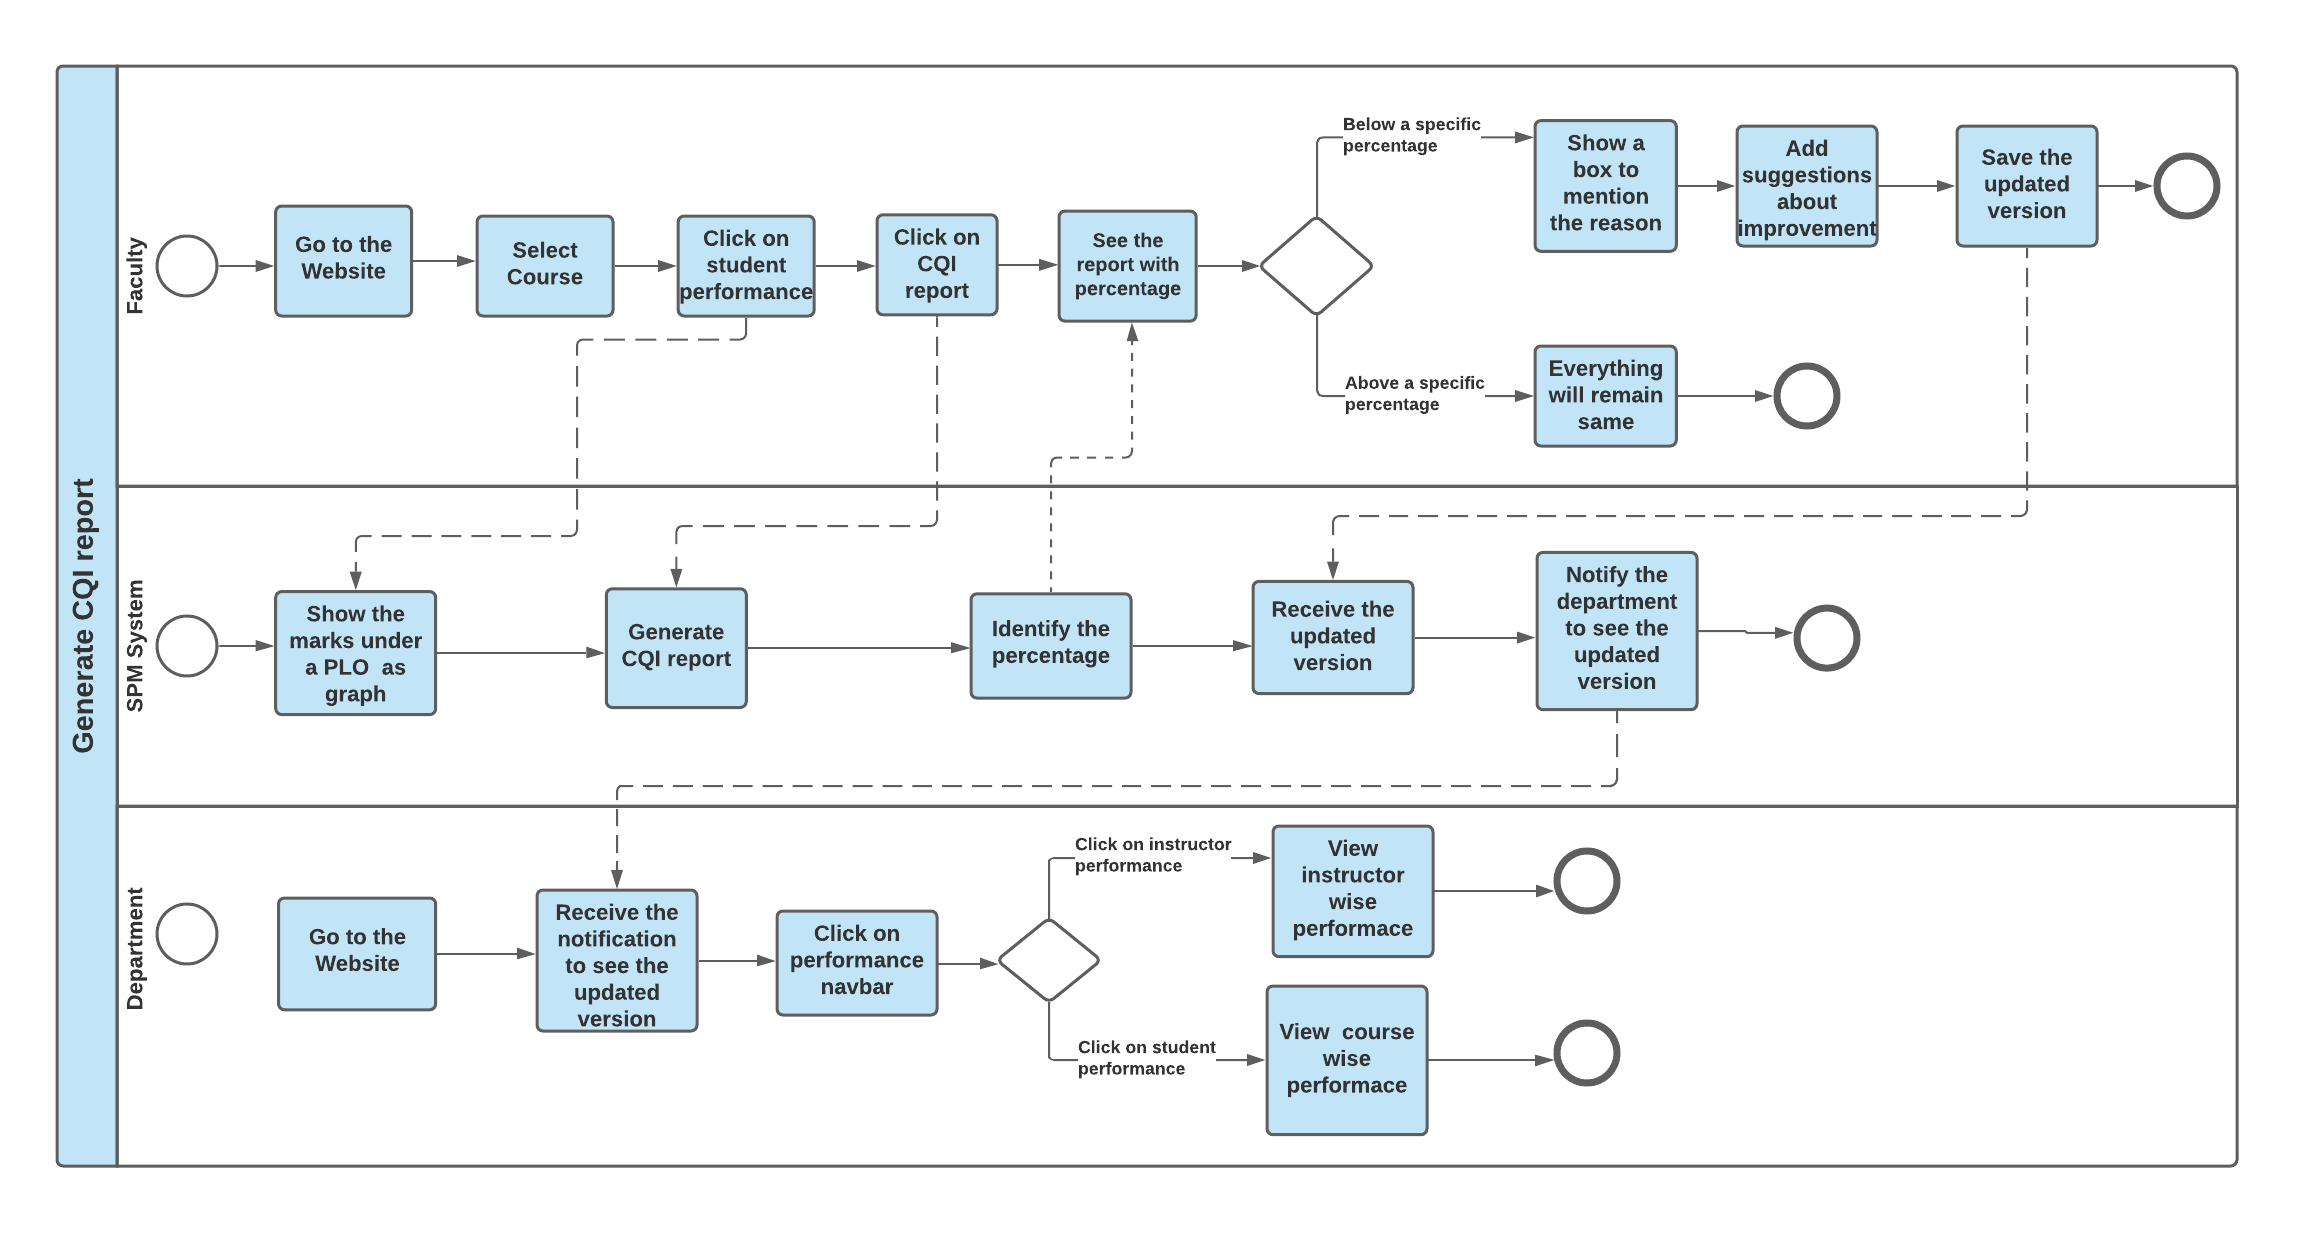 Generate CQI report
Faculty
Go to the
Website
Select
Course
Click on
student
performance
Click on
CQI
report
See the
report with
percentage
Below a specific
percentage
Show a
box to
mention
the reason
Add
suggestions
about
improvement
Save the
updated
version
Above a specific
percentage
Everything
will remain
same
SPM System
Show the
marks under
a PLO  as
graph
Generate
CQI report
Identify the
percentage
Receive the
updated
version
Notify the
department
to see the
updated
version
Department
Go to the
Website
Receive the
notification
to see the
updated
version
Click on
performance
navbar
Click on instructor
performance
View
instructor
wise
performace
Click on student
performance
View  course
wise
performace